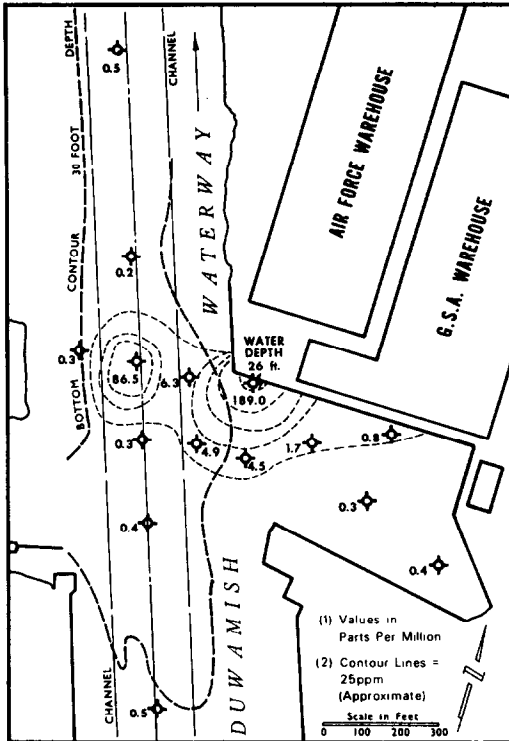 DEPTH
30 FOOT
CONTOUR
BOTTOM
0.5
CHANNEL
WATERWAY
AIR FORCE WAREHOUSE
G.S.A. WAREHOUSE
0.2
0.3
86.5
6.3
WATER
DEPTH
26 ft.
189.0
0.3
4.9
4.5
1.7
0.8
0.4
0.3
0.4
DUWAMISH
CHANNEL
0.5
(1) Values in
Parts Per Million
(2) Contour Lines =
25ppm
(Approximate)
Scale in Feet
0 100 200 300